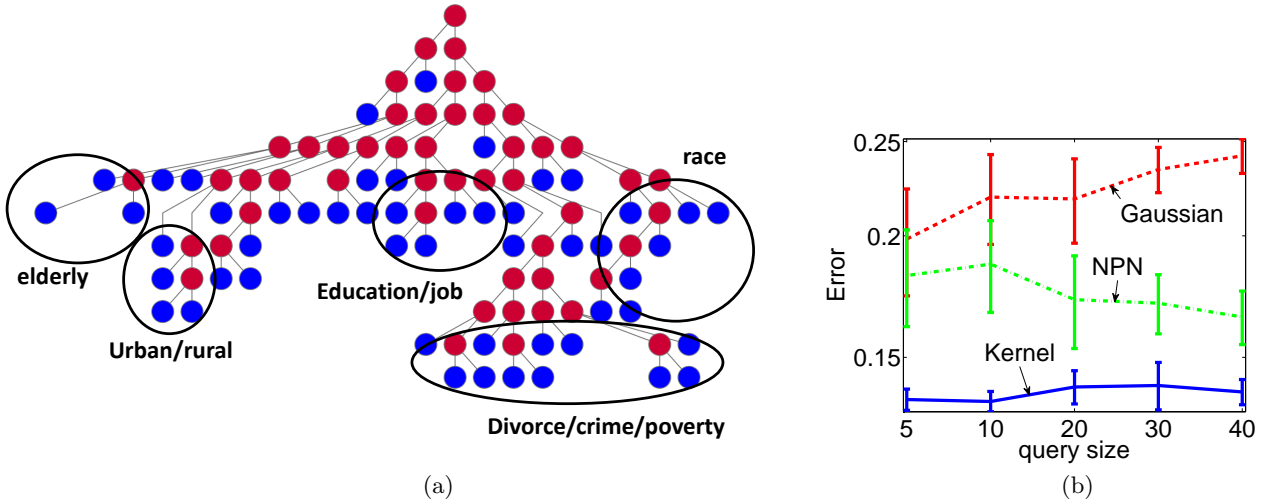 race
elderly
Urban/rural
Education/job
Divorce/crime/poverty
(a)
0.25
0.2
0.15
Error
Gaussian
NPN
Kernel
5 10 20 30 40
query size
(b)